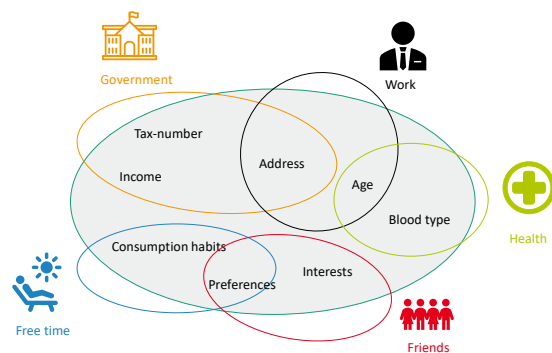 Government
Work
Tax-number
Address
Income
Age
Blood type
Health
Consumption habits
Interests
Preferences
Free time
Friends